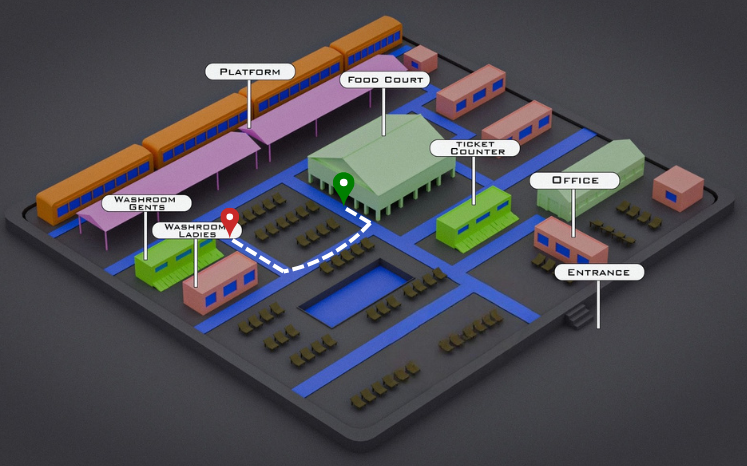 PLATFORM
FOOD COURT
TICKET
COUNTER
OFFICE
WASHROOM
GENTS
WASHROOM
LADIES
ENTRANCE